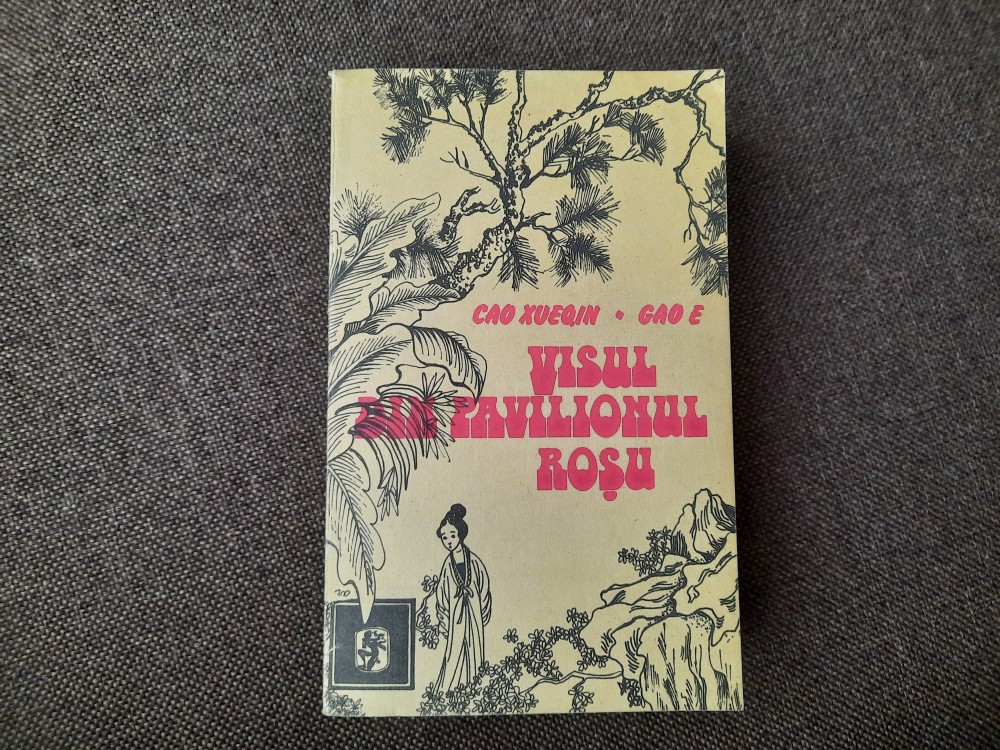 CAO XUEQIN • GAO E
VISUL
DIN PAVILIONUL
ROȘU